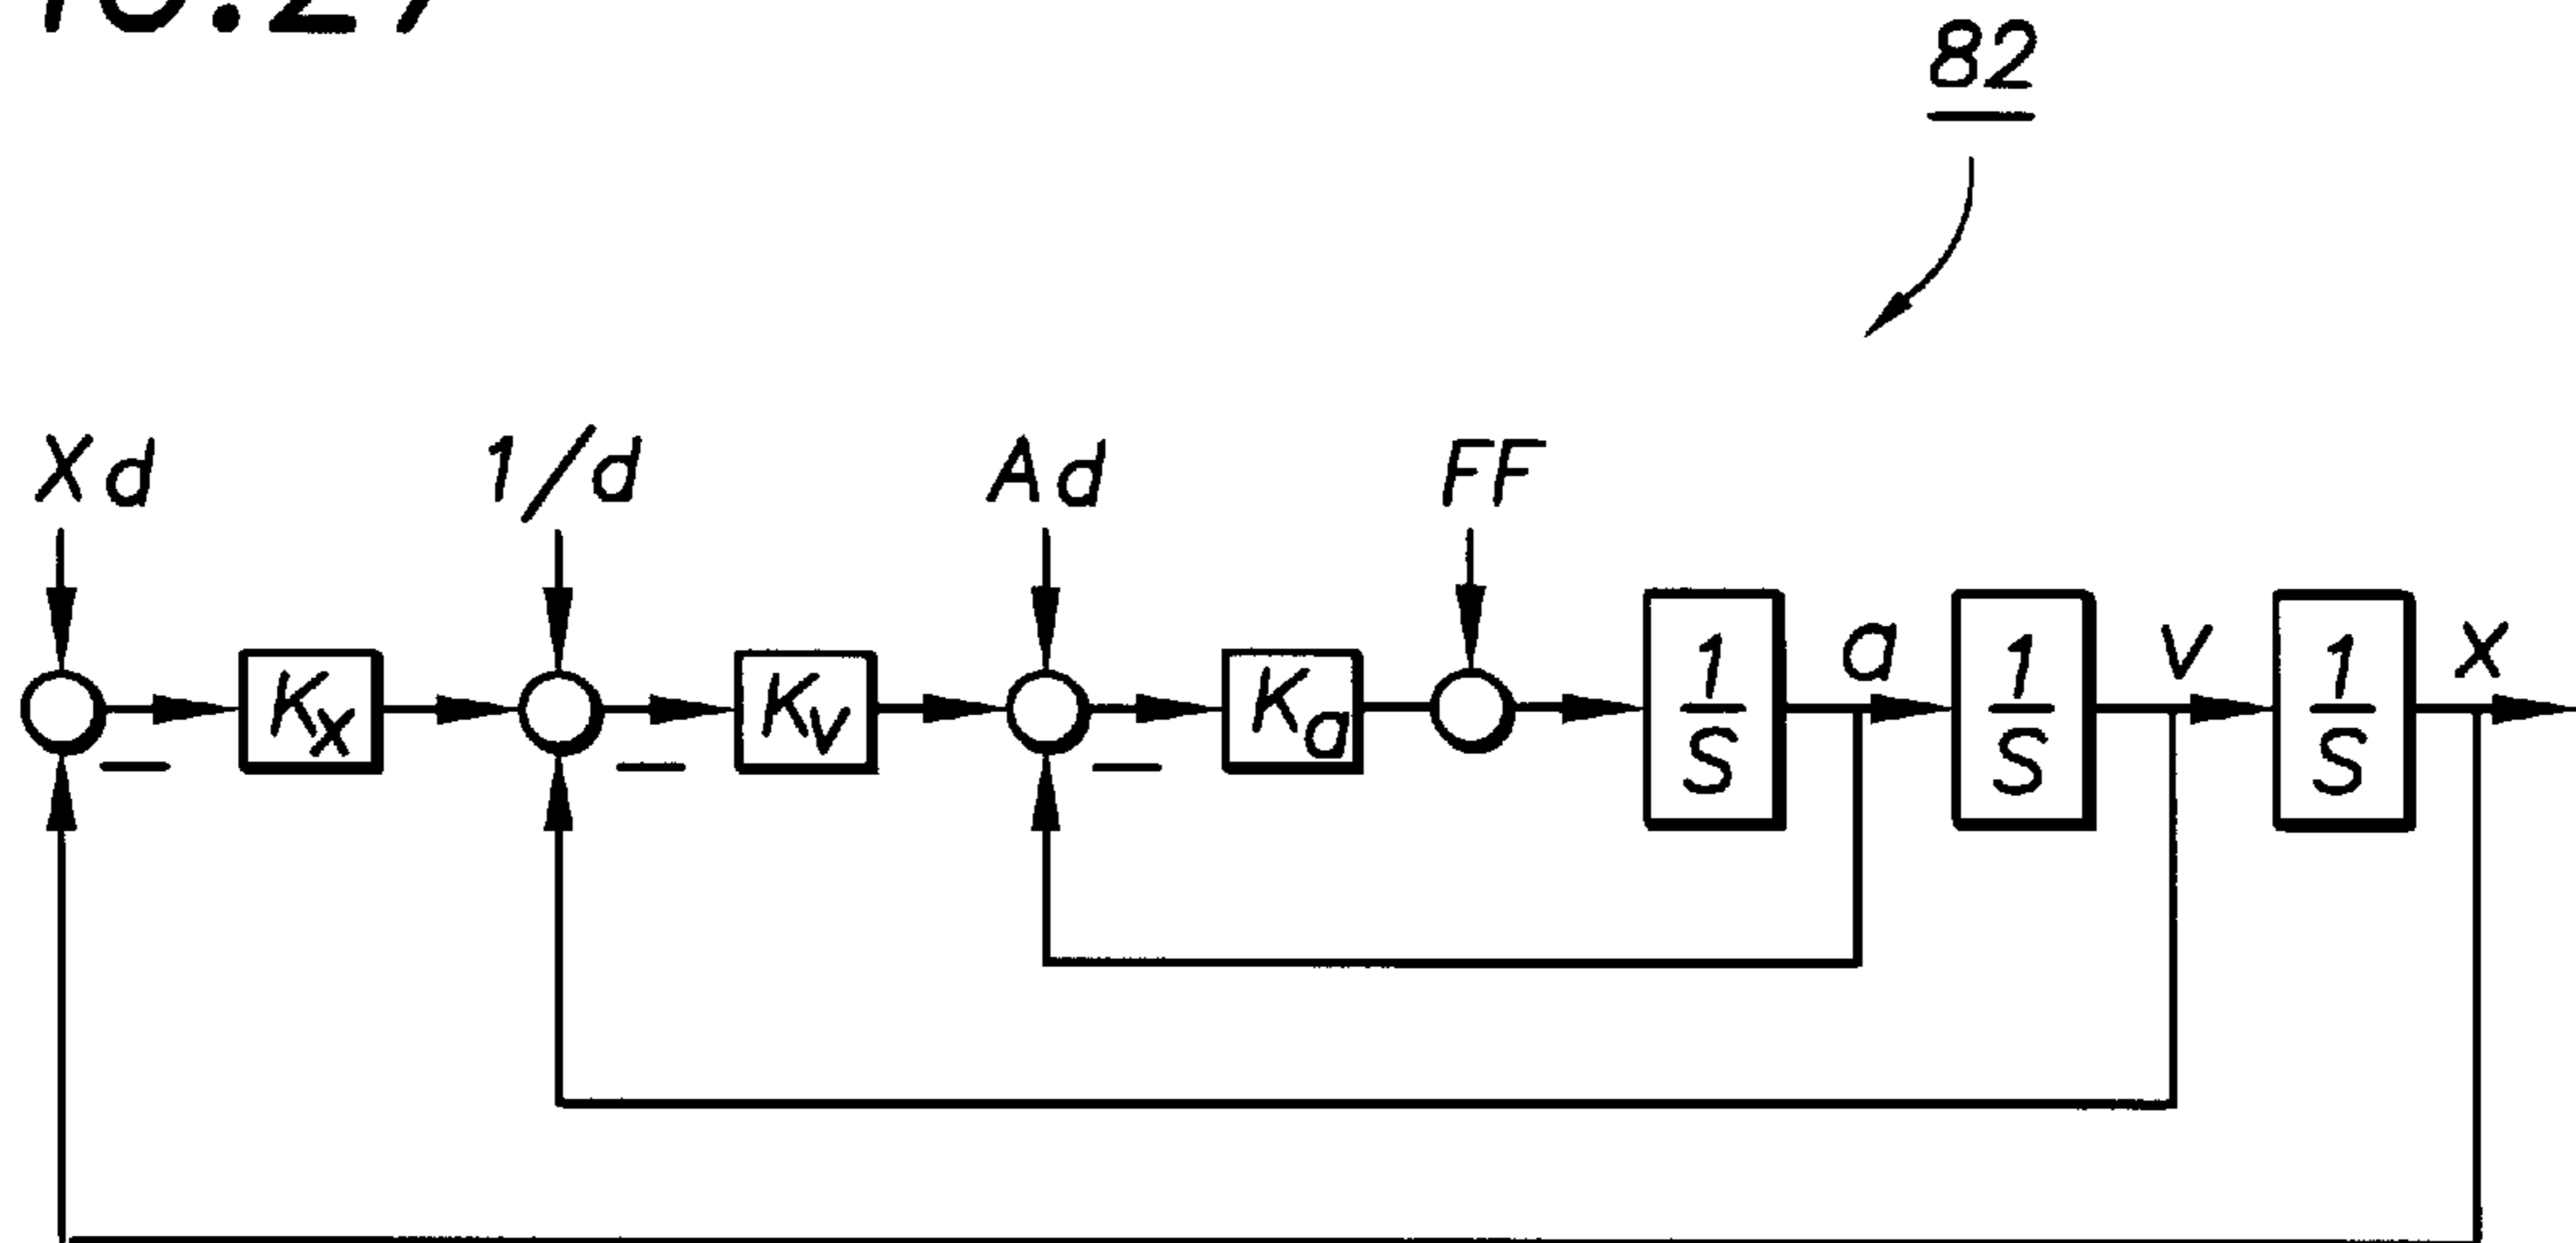 82
Xd 1/d Ad FF
Kx Kv Ka 1/S a 1/S v 1/S x
− − −